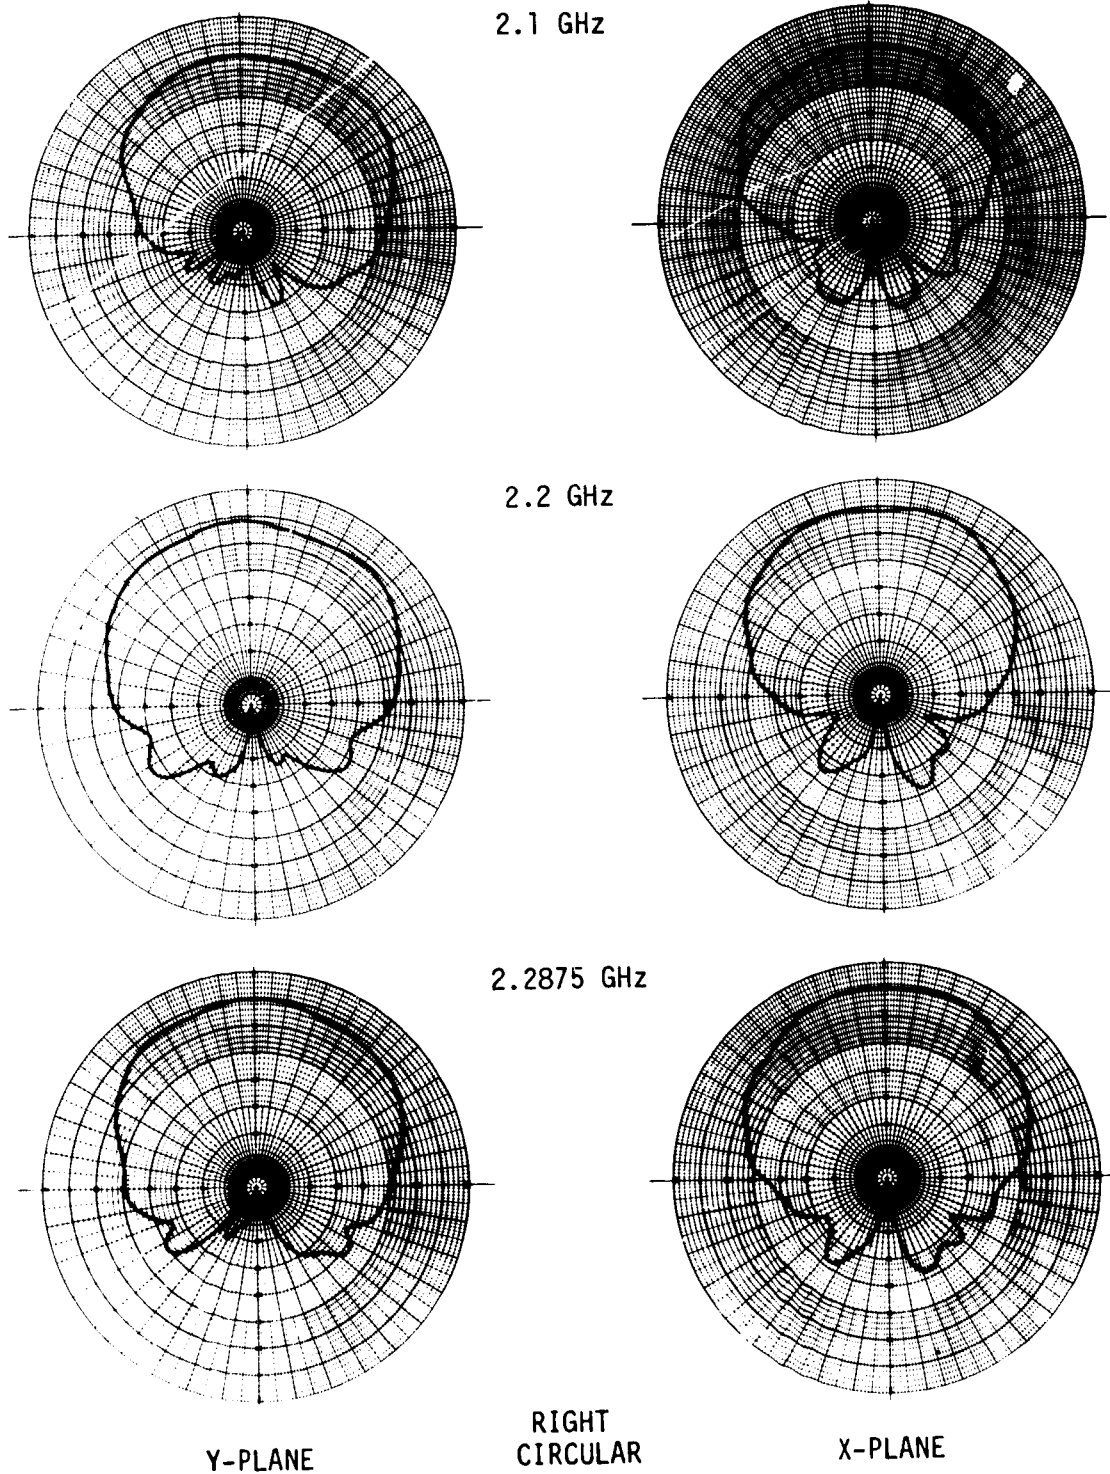 2.1 GHz
2.2 GHz
2.2875 GHz
Y-PLANE
RIGHT
CIRCULAR
X-PLANE